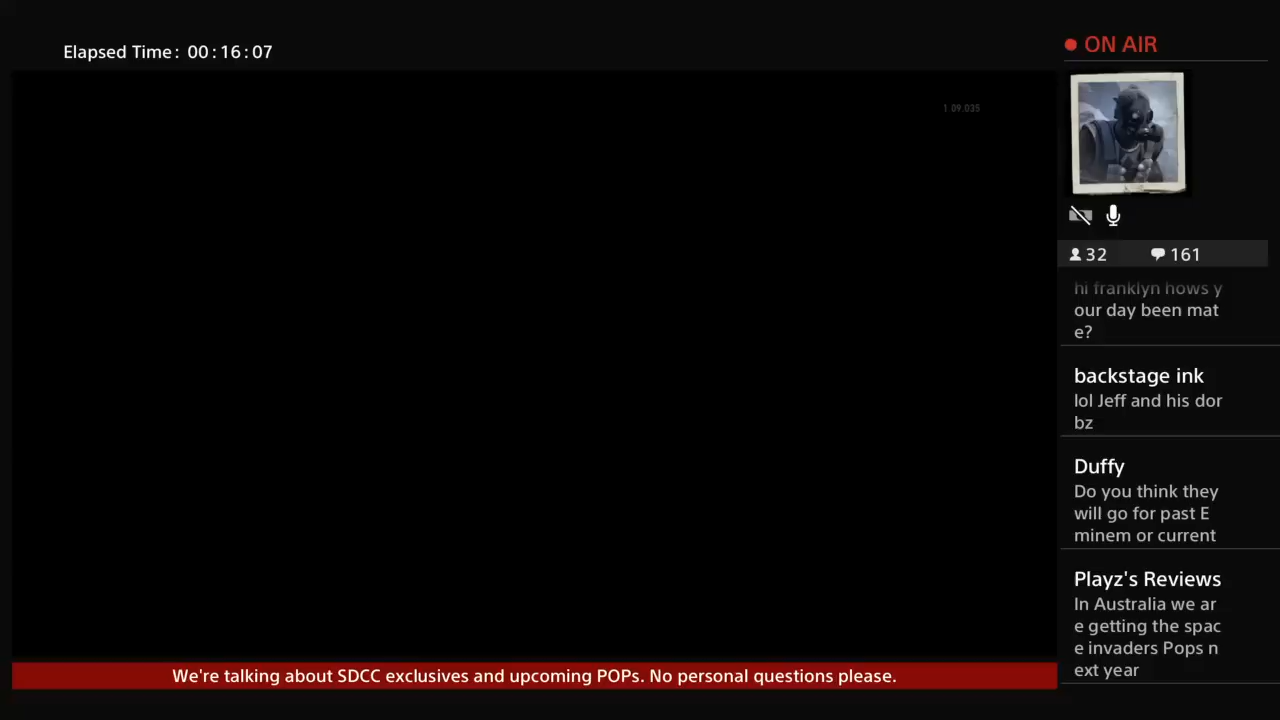 Elapsed Time: 00:16:07
ON AIR
1 09.035
32 161
hi franklyn hows y
our day been mat
e?
backstage ink
lol Jeff and his dor
bz
Duffy
Do you think they
will go for past E
minem or current
Playz's Reviews
In Australia we ar
e getting the spac
e invaders Pops n
ext year
We're talking about SDCC exclusives and upcoming POPs. No personal questions please.